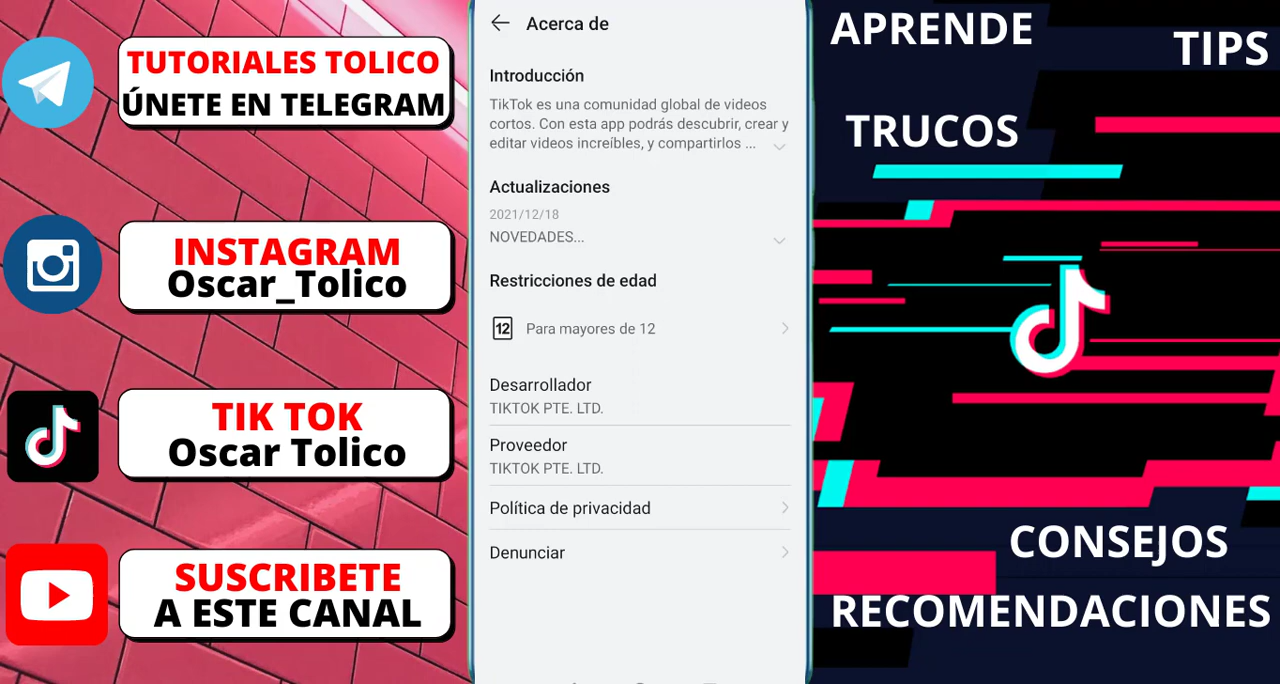 TUTORIALES TOLICO
ÚNETE EN TELEGRAM
INSTAGRAM
Oscar_Tolico
TIK TOK
Oscar Tolico
SUSCRIBETE
A ESTE CANAL
Acerca de
Introducción
TikTok es una comunidad global de videos
cortos. Con esta app podrás descubrir, crear y
editar videos increíbles, y compartirlos ...
Actualizaciones
2021/12/18
NOVEDADES...
Restricciones de edad
12 Para mayores de 12
Desarrollador
TIKTOK PTE. LTD.
Proveedor
TIKTOK PTE. LTD.
Política de privacidad
Denunciar
APRENDE
TIPS
TRUCOS
CONSEJOS
RECOMENDACIONES